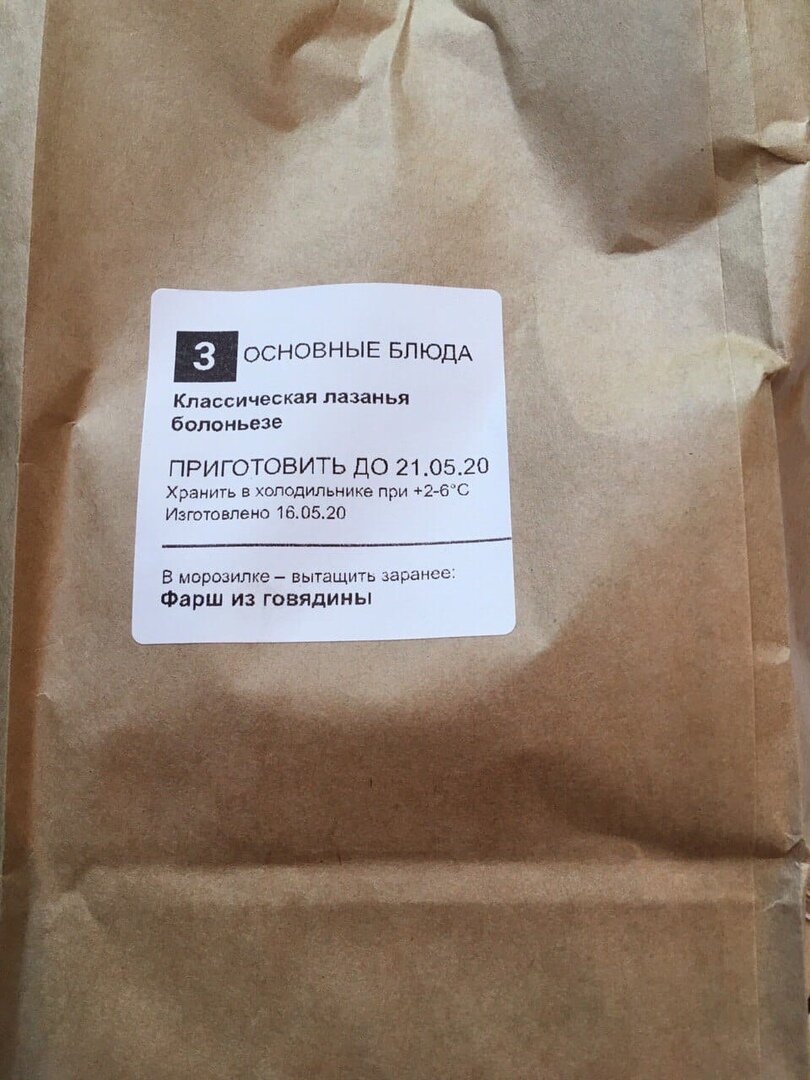 3 ОСНОВНЫЕ БЛЮДА
Классическая лазанья
болоньезе
ПРИГОТОВИТЬ ДО 21.05.20
Хранить в холодильнике при +2-6°C
Изготовлено 16.05.20
В морозилке – вытащить заранее:
Фарш из говядины